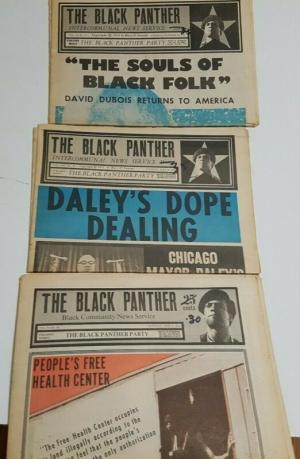 THE BLACK PANTHER
INTERCOMMUNAL NEWS SERVICE
THE BLACK PANTHER PARTY
"THE SOULS OF
BLACK FOLK"
DAVID DUBOIS RETURNS TO AMERICA
THE BLACK PANTHER
INTERCOMMUNAL NEWS SERVICE
THE BLACK PANTHER PARTY
DALEY'S DOPE
DEALING
CHICAGO
MAYOR DALEY'S
THE BLACK PANTHER
25 cents
Black Community News Service
.30
THE BLACK PANTHER PARTY
PEOPLE'S FREE
HEALTH CENTER
"The Free Health Center occupies
land illegally according to the
feel that the people's
the only authorization